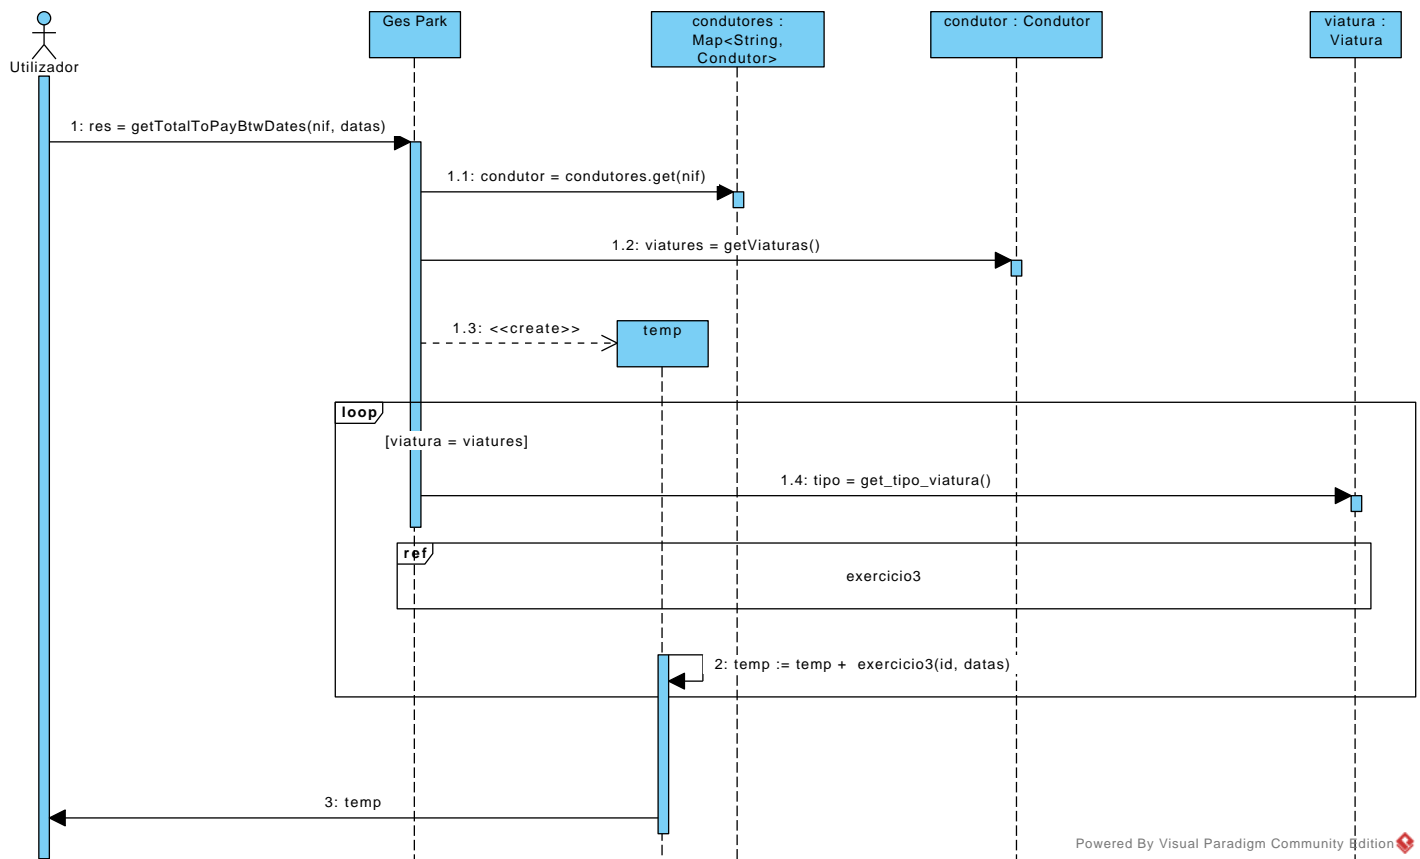 Utilizador
Ges Park
condutores :
Map<String,
Condutor>
condutor : Condutor
viatura :
Viatura
1: res = getTotalToPayBtwDates(nif, datas)
1.1: condutor = condutores.get(nif)
1.2: viatures = getViaturas()
1.3: <<create>>
temp
loop
[viatura = viatures]
1.4: tipo = get_tipo_viatura()
ref
exercicio3
2: temp := temp +  exercicio3(id, datas)
3: temp
Powered By Visual Paradigm Community Edition